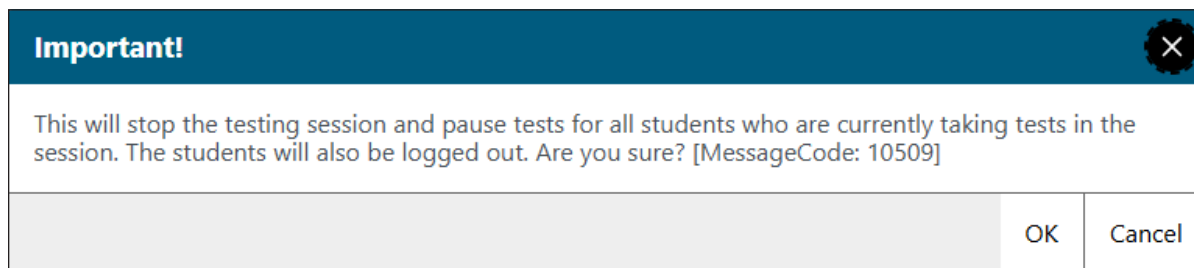 Important!
This will stop the testing session and pause tests for all students who are currently taking tests in the
session. The students will also be logged out. Are you sure? [MessageCode: 10509]
OK
Cancel